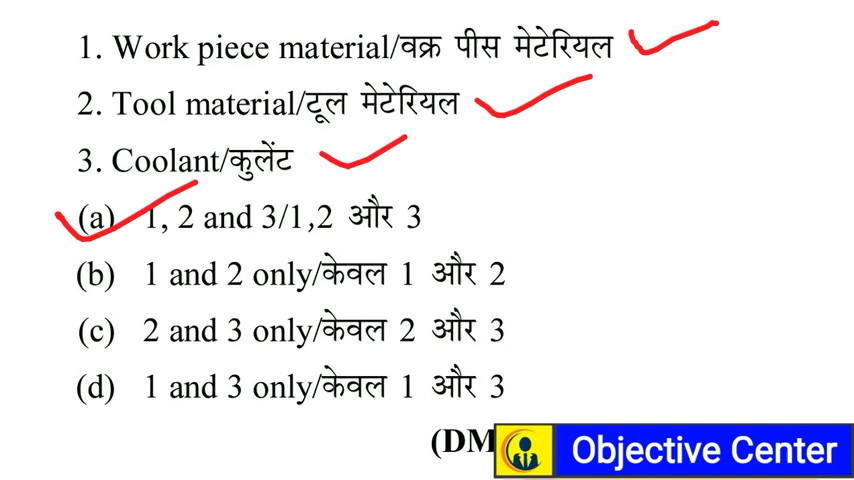 1. Work piece material/वक्र पीस मेटेरियल
2. Tool material/टूल मेटेरियल
3. Coolant/कुलेंट
(a) 1, 2 and 3/1,2 और 3
(b) 1 and 2 only/केवल 1 और 2
(c) 2 and 3 only/केवल 2 और 3
(d) 1 and 3 only/केवल 1 और 3
(DM
Objective Center